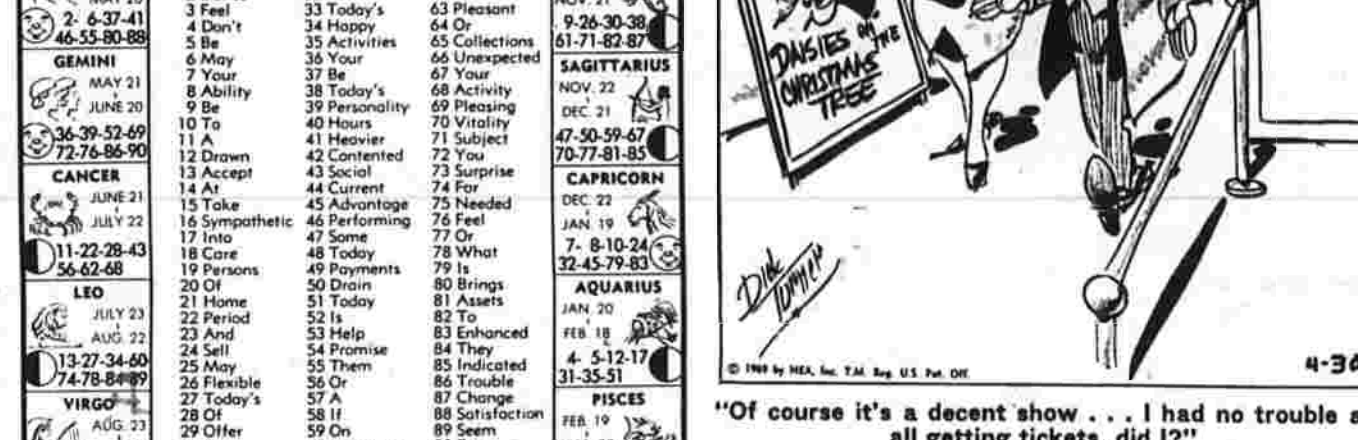 2- 6-37-41
46-55-80-88
GEMINI
MAY 21
JUNE 20
36-39-52-69
72-76-86-90
CANCER
JUNE 21
JULY 22
11-22-28-43
56-62-68
LEO
JULY 23
AUG. 22
13-27-34-60
74-78-84-89
VIRGO
AUG. 23
3 Feel
4 Don't
5 Be
6 May
7 Your
8 Ability
9 Be
10 To
11 A
12 Drawn
13 Accept
14 At
15 Take
16 Sympathetic
17 Into
18 Care
19 Persons
20 Of
21 Home
22 Period
23 And
24 Sell
25 May
26 Flexible
27 Today's
28 Of
29 Offer
33 Today's
34 Happy
35 Activities
36 Your
37 Be
38 Today's
39 Personality
40 Hours
41 Heavier
42 Contented
43 Social
44 Current
45 Advantage
46 Performing
47 Some
48 Today
49 Payments
50 Drain
51 Today
52 Is
53 Help
54 Promise
55 Them
56 Or
57 A
58 If
59 On
63 Pleasant
64 Or
65 Collections
66 Unexpected
67 Your
68 Activity
69 Pleasing
70 Vitality
71 Subject
72 You
73 Surprise
74 For
75 Needed
76 Feel
77 Or
78 What
79 Is
80 Brings
81 Assets
82 To
83 Enhanced
84 They
85 Indicated
86 Trouble
87 Change
88 Satisfaction
89 Seem
9-26-30-38
61-71-82-87
SAGITTARIUS
NOV. 22
DEC. 21
47-50-59-67
70-77-81-85
CAPRICORN
DEC. 22
JAN. 19
7- 8-10-24
32-45-79-83
AQUARIUS
JAN. 20
FEB. 18
4- 5-12-17
31-35-51
PISCES
FEB. 19
DAISIES ON THE
CHRISTMAS
TREE
Dick
Turner
© 1969 by NEA, Inc. T.M. Reg. U.S. Pat. Off.
"Of course it's a decent show . . . I had no trouble a
all getting tickets, did I?"